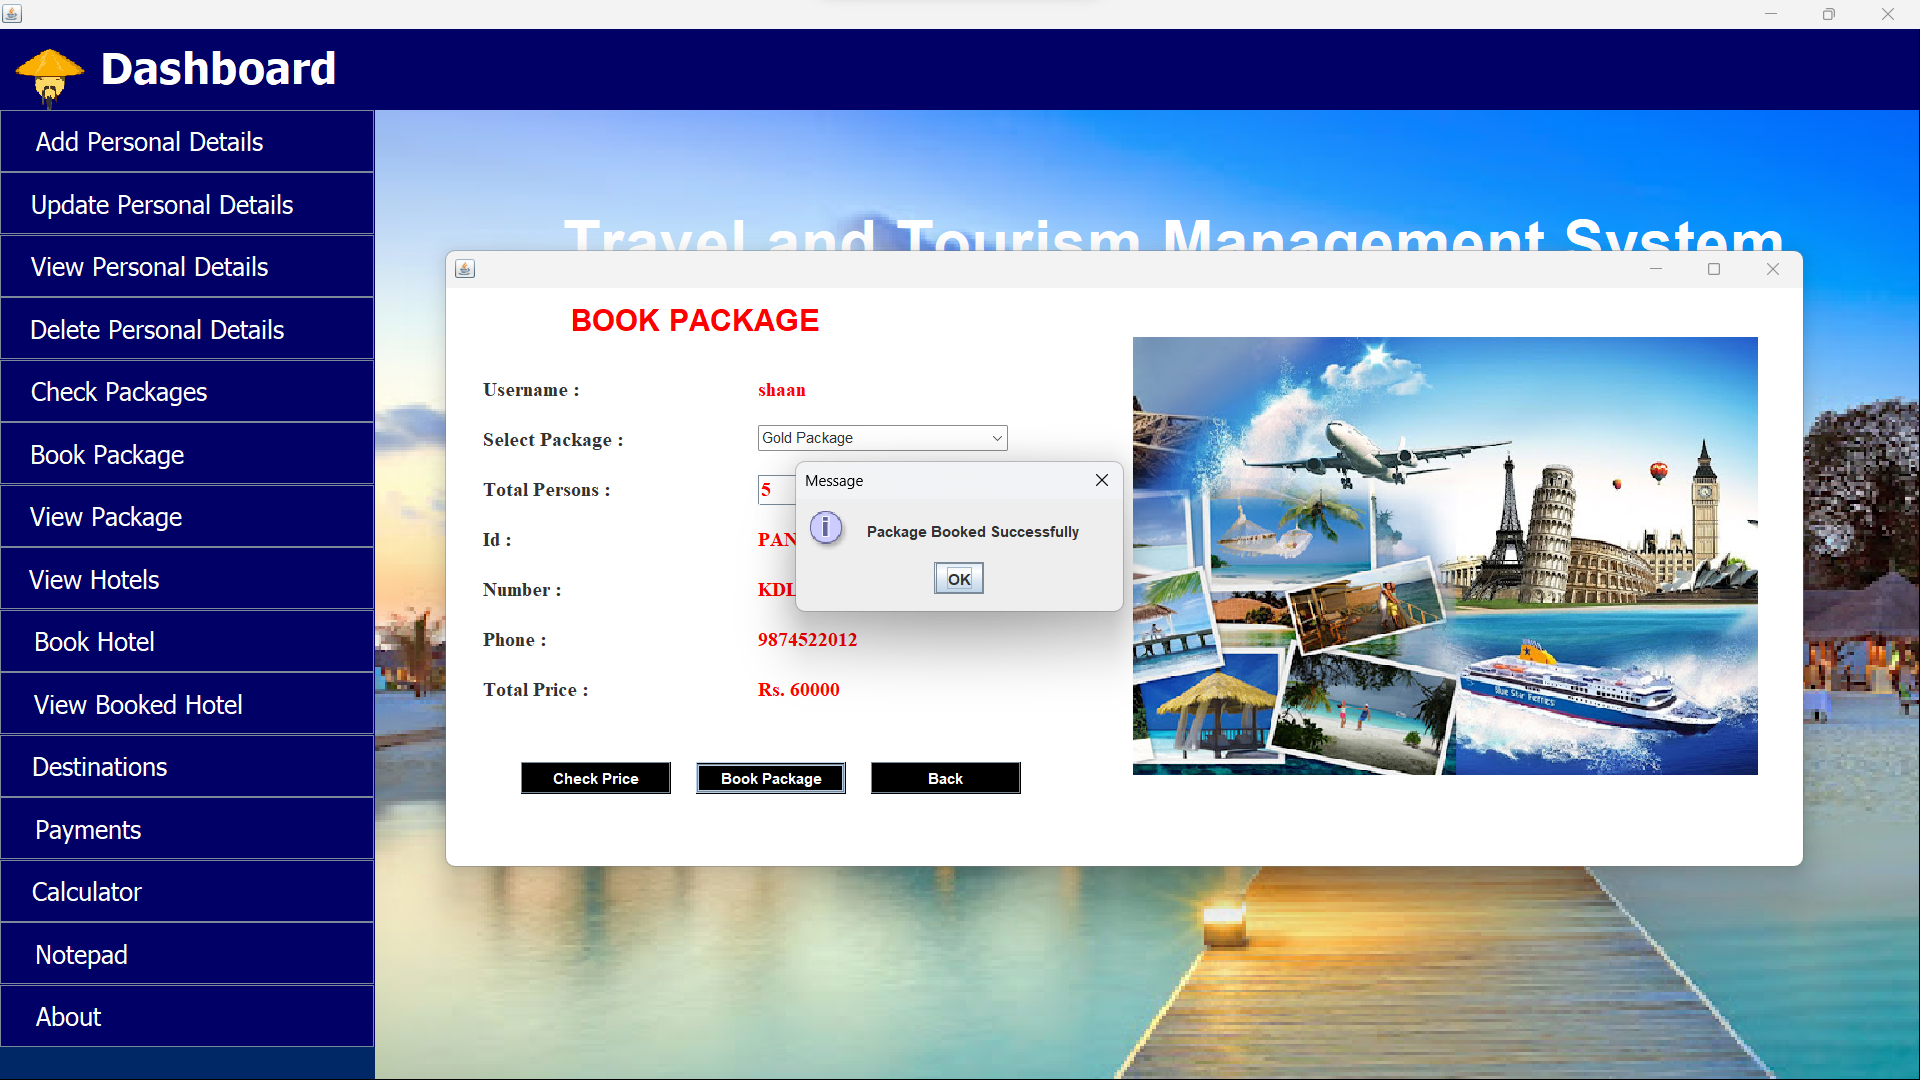 Dashboard
Add Personal Details
Update Personal Details
View Personal Details
Delete Personal Details
Check Packages
Book Package
View Package
View Hotels
Book Hotel
View Booked Hotel
Destinations
Payments
Calculator
Notepad
About
Travel and Tourism Management System
BOOK PACKAGE
Username : shaan
Select Package : Gold Package
Total Persons : 5
Id : PAN
Number :
Phone : 9874522012
Total Price : Rs. 60000
Check Price Book Package Back
Message
Package Booked Successfully
OK
Blue Star Ferries